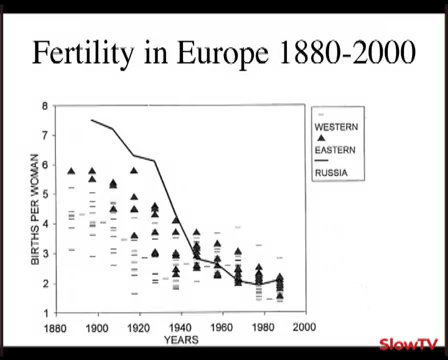 Fertility in Europe 1880-2000
8
7
6
5
4
3
2
1
BIRTHS PER WOMAN
1880 1900 1920 1940 1960 1980 2000
YEARS
WESTERN
EASTERN
RUSSIA
SlowTV